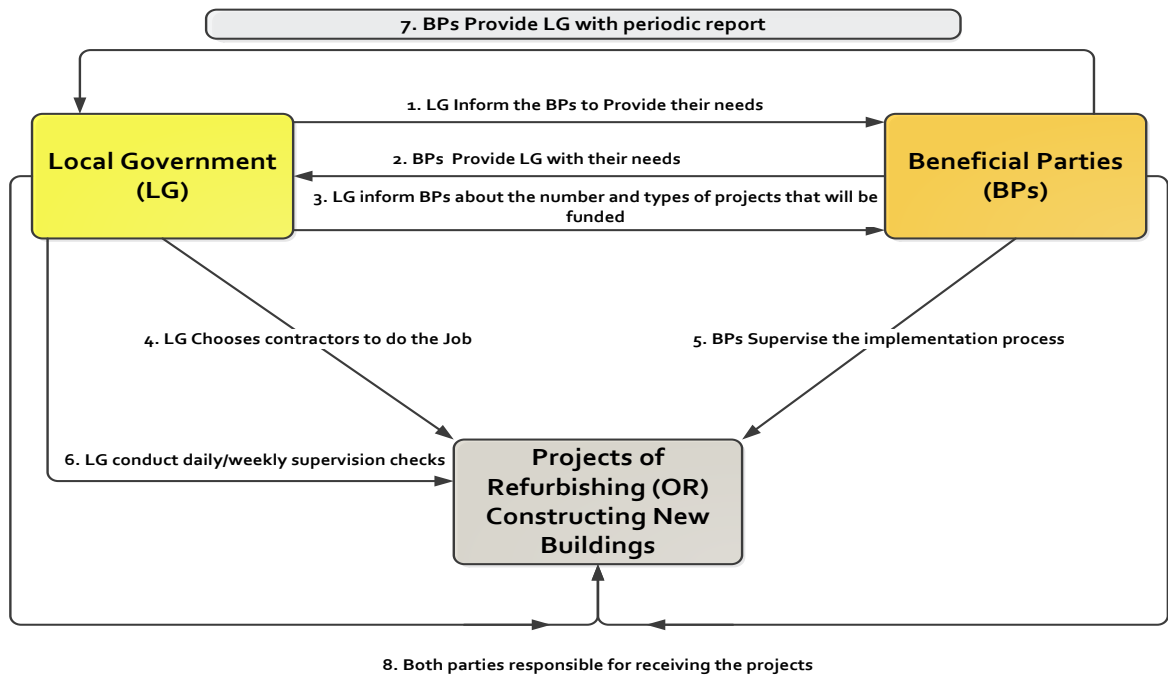 7. BPs Provide LG with periodic report
1. LG Inform the BPs to Provide their needs
Local Government
(LG)
2. BPs Provide LG with their needs
Beneficial Parties
(BPs)
3. LG inform BPs about the number and types of projects that will be
funded
4. LG Chooses contractors to do the Job
5. BPs Supervise the implementation process
6. LG conduct daily/weekly supervision checks
Projects of
Refurbishing (OR)
Constructing New
Buildings
8. Both parties responsible for receiving the projects